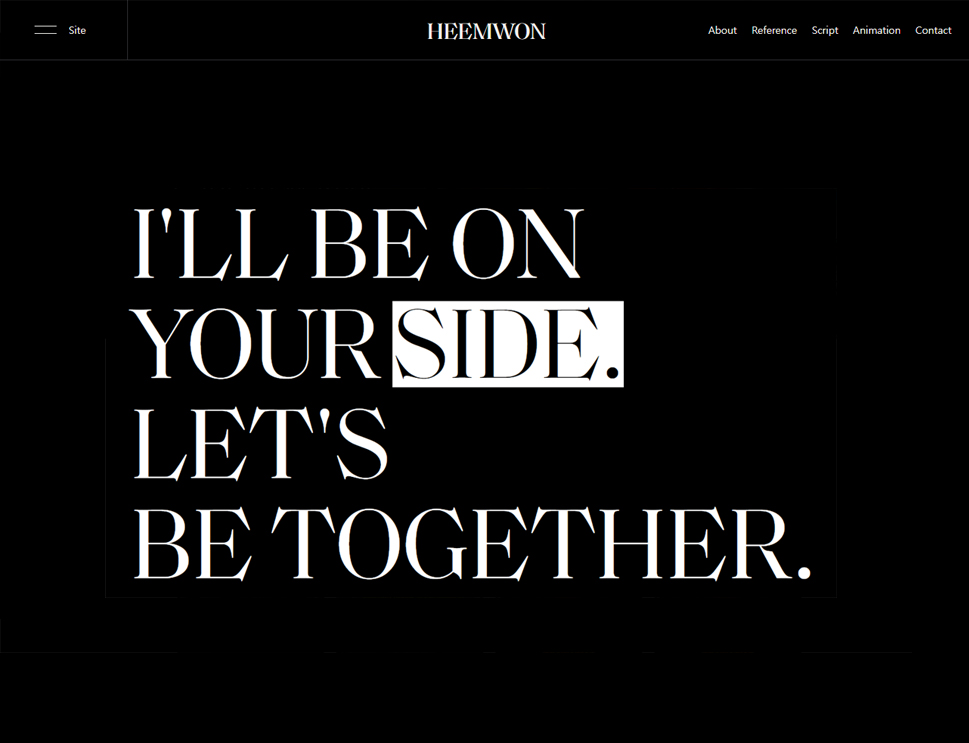 Site
HEEMWON
About Reference Script Animation Contact
I'LL BE ON
YOUR SIDE.
LET'S
BE TOGETHER.